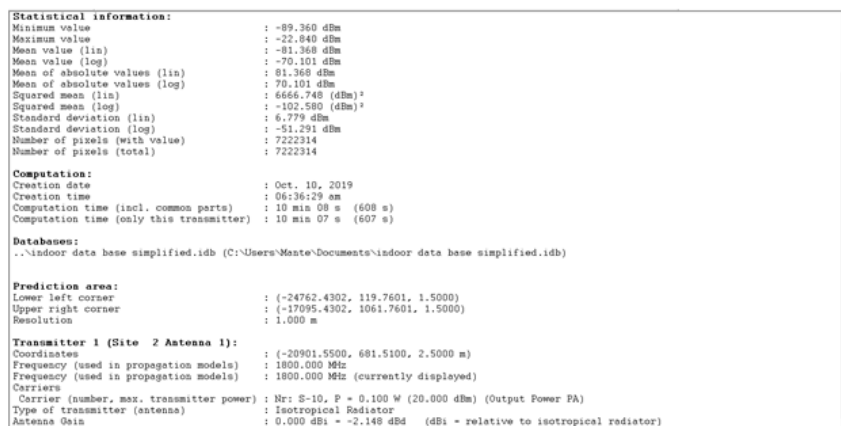 Statistical information:
Minimum value : -89.360 dBm
Maximum value : -22.840 dBm
Mean value (lin) : -81.368 dBm
Mean value (log) : -70.101 dBm
Mean of absolute values (lin) : 81.368 dBm
Mean of absolute values (log) : 70.101 dBm
Squared mean (lin) : 6666.748 (dBm)²
Squared mean (log) : -102.580 (dBm)²
Standard deviation (lin) : 6.779 dBm
Standard deviation (log) : -51.291 dBm
Number of pixels (with value) : 7222314
Number of pixels (total) : 7222314
Computation:
Creation date : Oct. 10, 2019
Creation time : 06:36:29 am
Computation time (incl. common parts) : 10 min 08 s (608 s)
Computation time (only this transmitter) : 10 min 07 s (607 s)
Databases:
..\indoor data base simplified.idb (C:\Users\Mante\Documents\indoor data base simplified.idb)
Prediction area:
Lower left corner : (-24762.4302, 119.7601, 1.5000)
Upper right corner : (-17095.4302, 1061.7601, 1.5000)
Resolution : 1.000 m
Transmitter 1 (Site 2 Antenna 1):
Coordinates : (-20901.5500, 681.5100, 2.5000 m)
Frequency (used in propagation models) : 1800.000 MHz
Frequency (used in propagation models) : 1800.000 MHz (currently displayed)
Carriers
Carrier (number, max. transmitter power) : Nr: S-10, P = 0.100 W (20.000 dBm) (Output Power PA)
Type of transmitter (antenna) : Isotropical Radiator
Antenna Gain : 0.000 dBi = -2.148 dBd (dBi = relative to isotropical radiator)